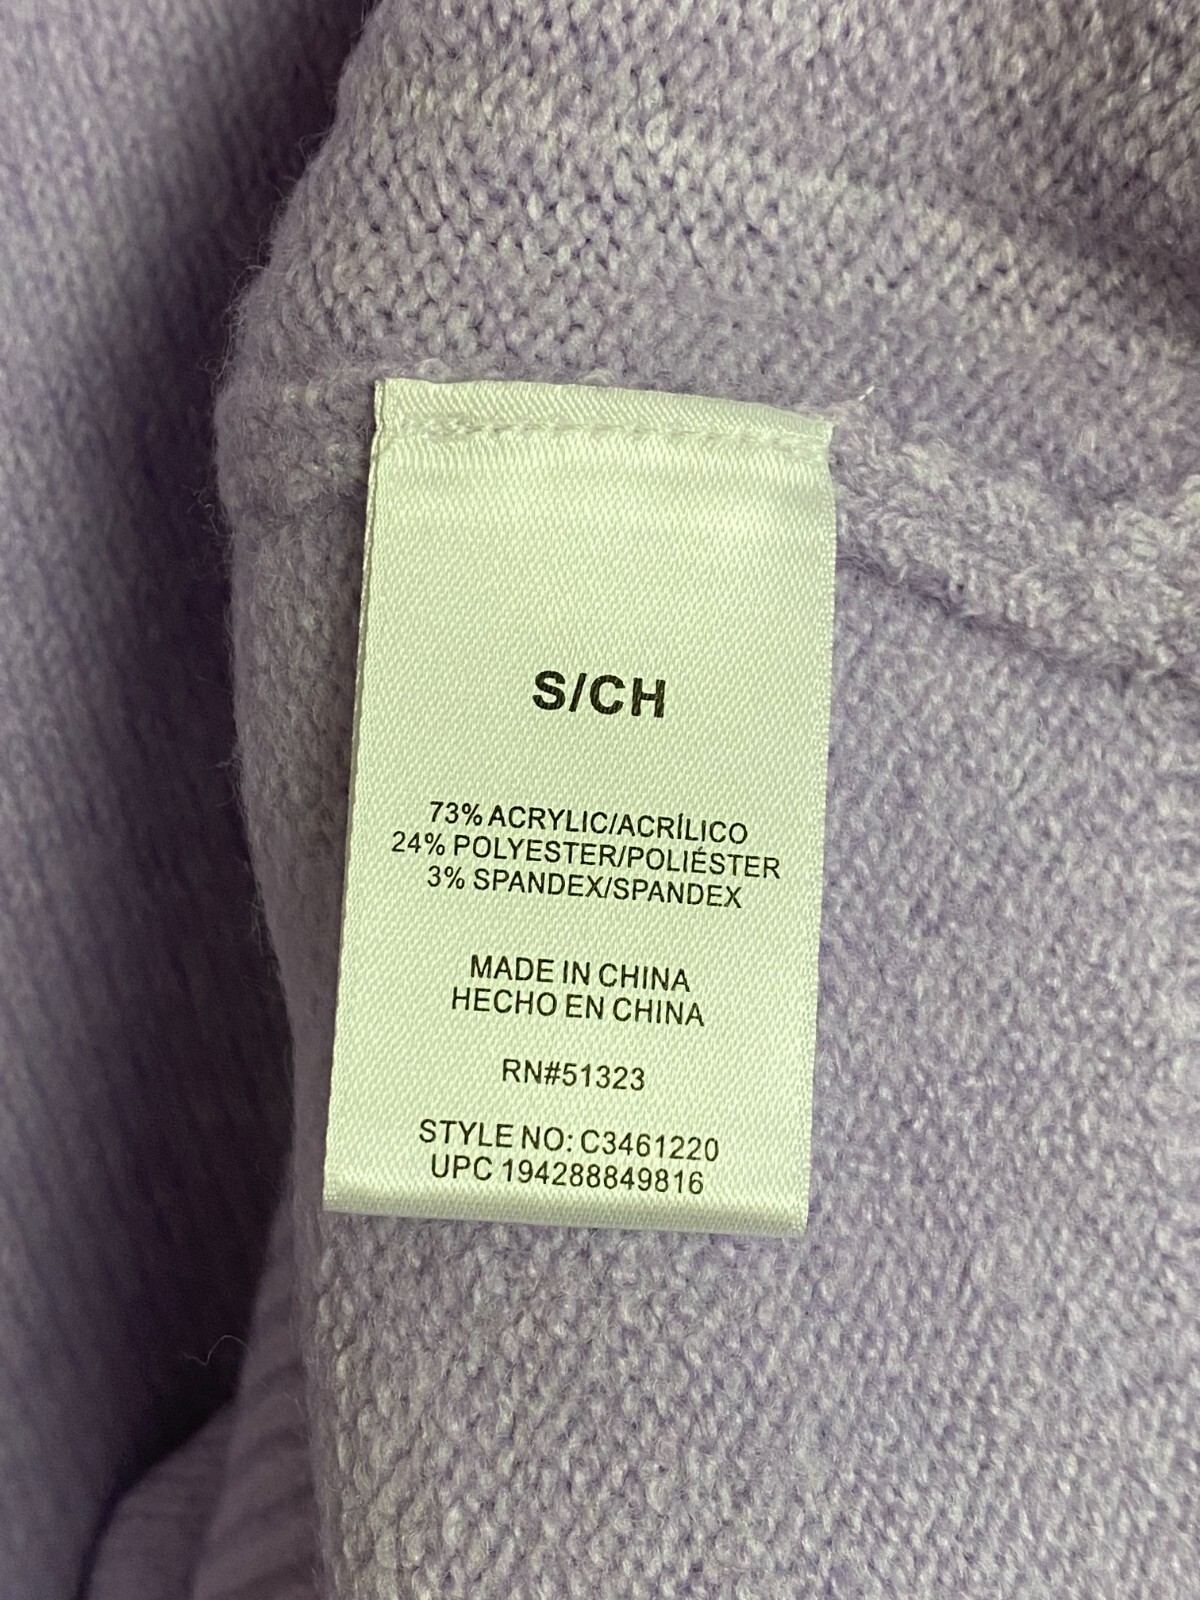 S/CH
73% ACRYLIC/ACRÍLICO
24% POLYESTER/POLIÉSTER
3% SPANDEX/SPANDEX
MADE IN CHINA
HECHO EN CHINA
RN#51323
STYLE NO: C3461220
UPC 194288849816